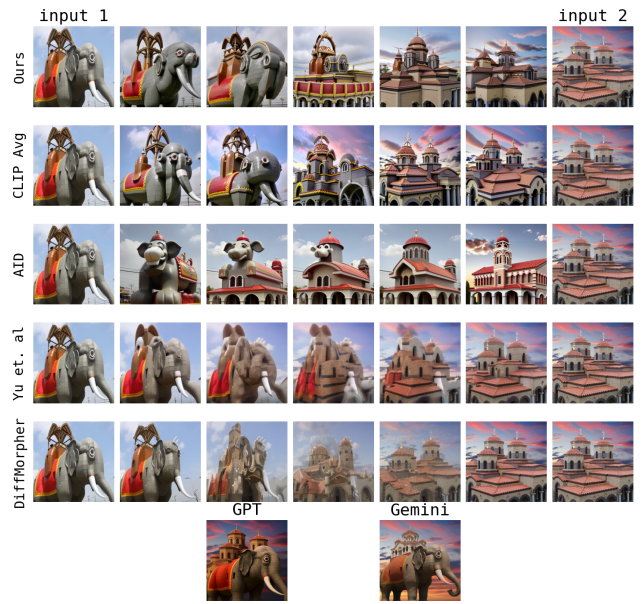 input 1
input 2
Ours
CLIP Avg
AID
Yu et. al
DiffMorpher
GPT
Gemini